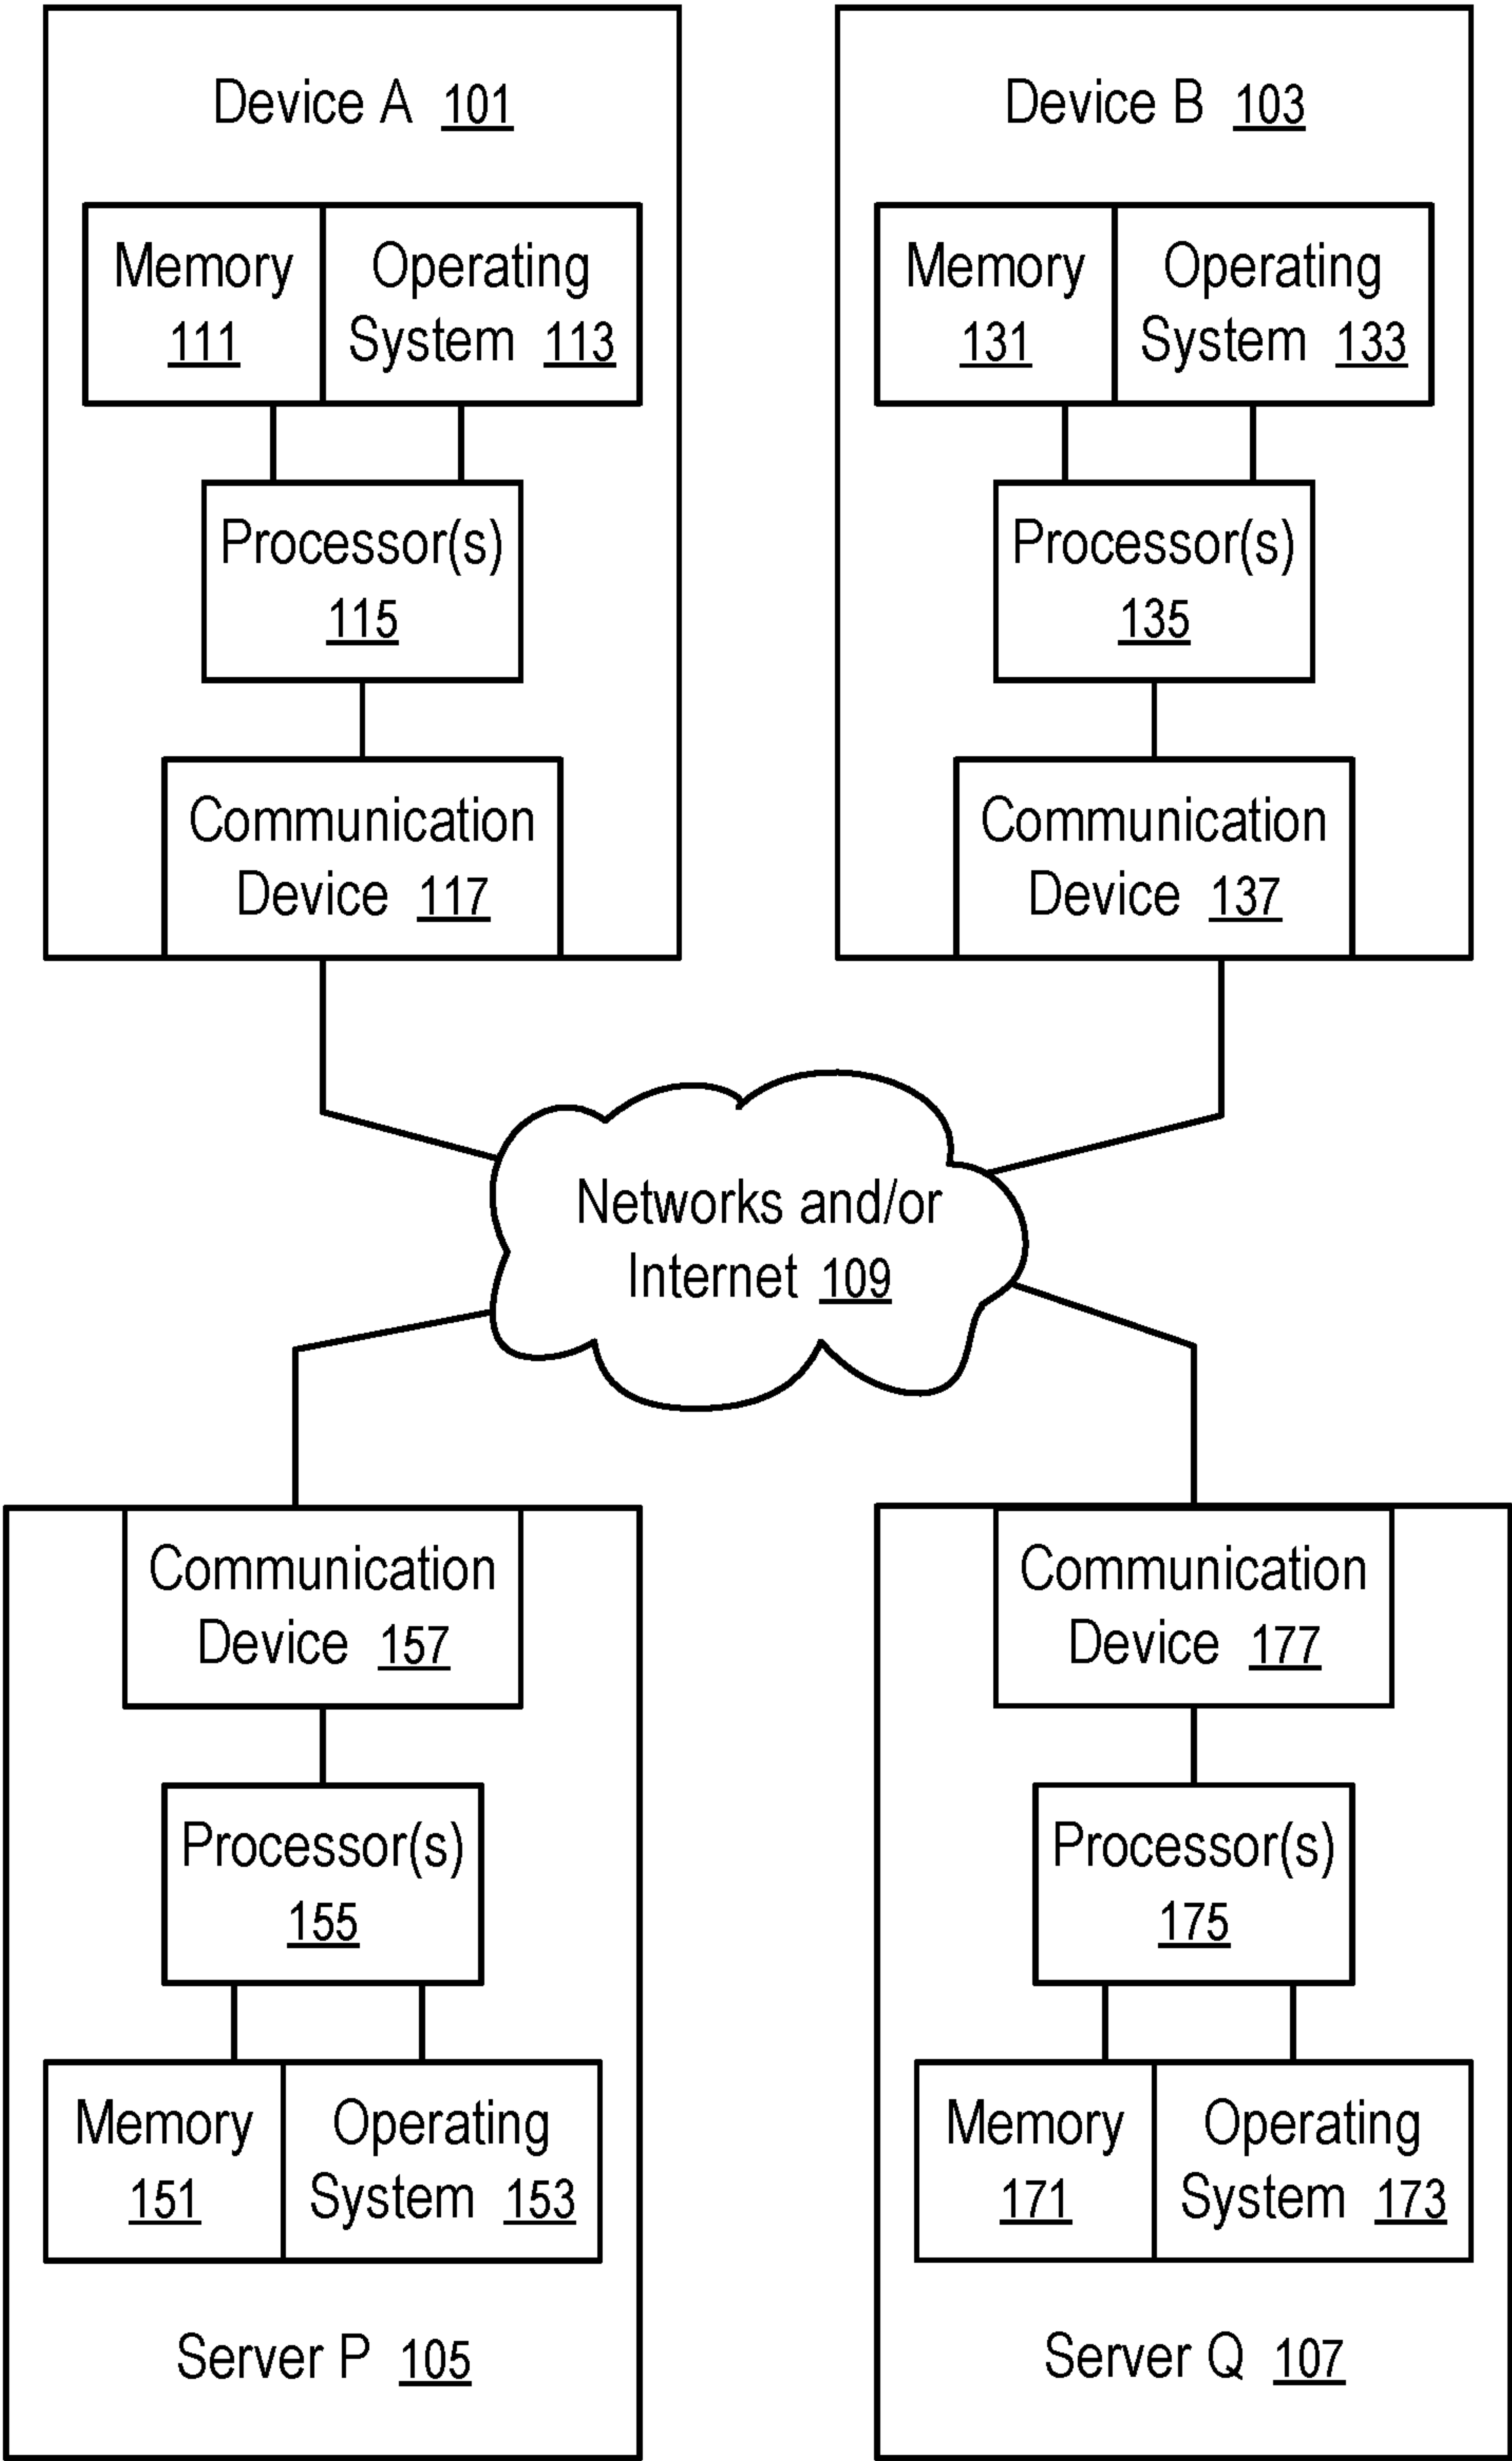 Device A 101
Memory
111
Operating
System 113
Processor(s)
115
Communication
Device 117
Device B 103
Memory
131
Operating
System 133
Processor(s)
135
Communication
Device 137
Networks and/or
Internet 109
Communication
Device 157
Processor(s)
155
Memory
151
Operating
System 153
Server P 105
Communication
Device 177
Processor(s)
175
Memory
171
Operating
System 173
Server Q 107